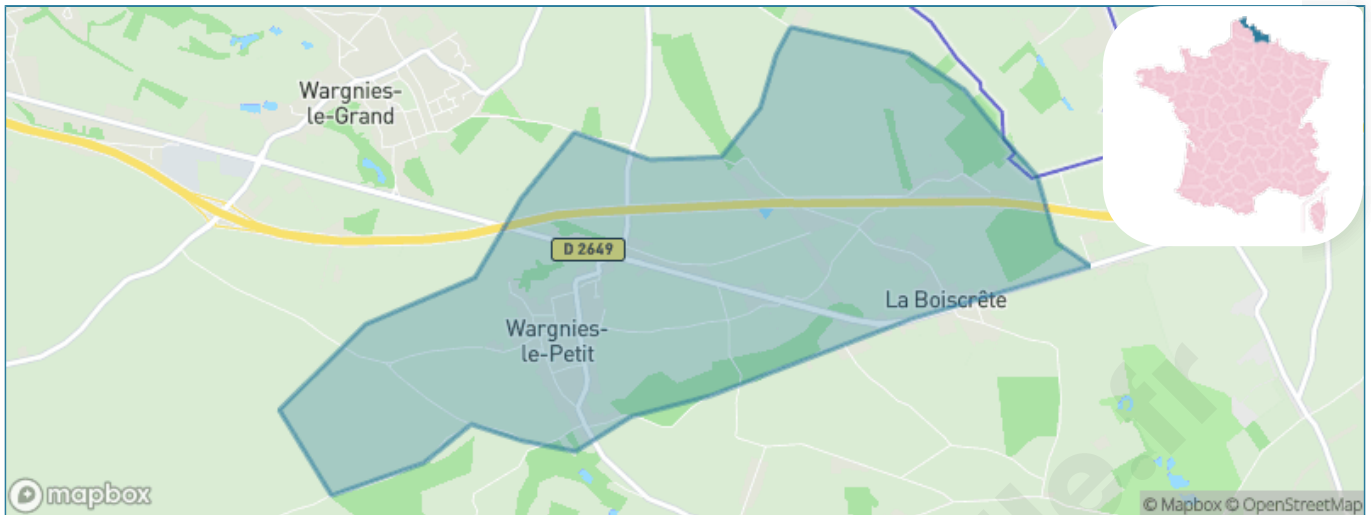 Wargnies-
le-Grand
D 2649
La Boiscrête
Wargnies-
le-Petit
mapbox
© Mapbox © OpenStreetMap